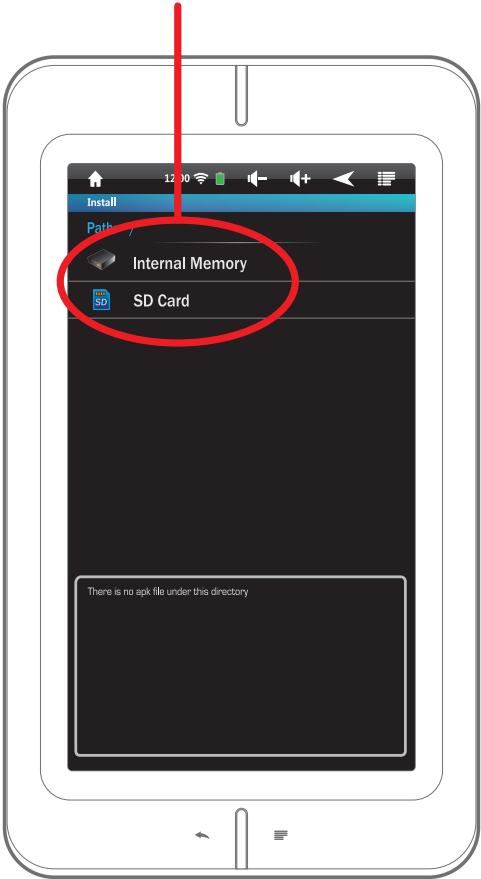 12:00
Install
Path: /
Internal Memory
SD
SD Card
There is no apk file under this directory